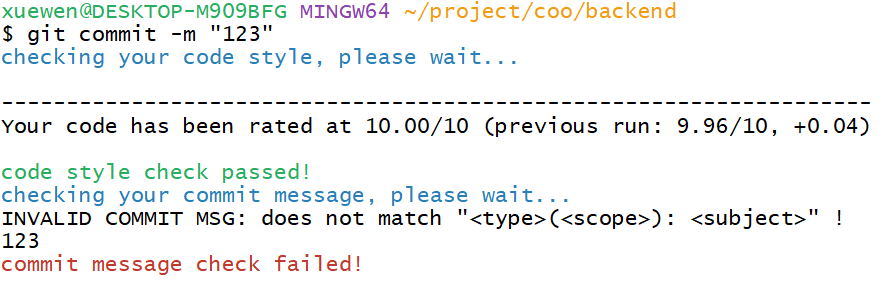 xuewen@DESKTOP-M909BFG MINGW64 ~/project/coo/backend
$ git commit -m "123"
checking your code style, please wait...
--------------------------------------------------------------------
Your code has been rated at 10.00/10 (previous run: 9.96/10, +0.04)
code style check passed!
checking your commit message, please wait...
INVALID COMMIT MSG: does not match "<type>(<scope>): <subject>" !
123
commit message check failed!